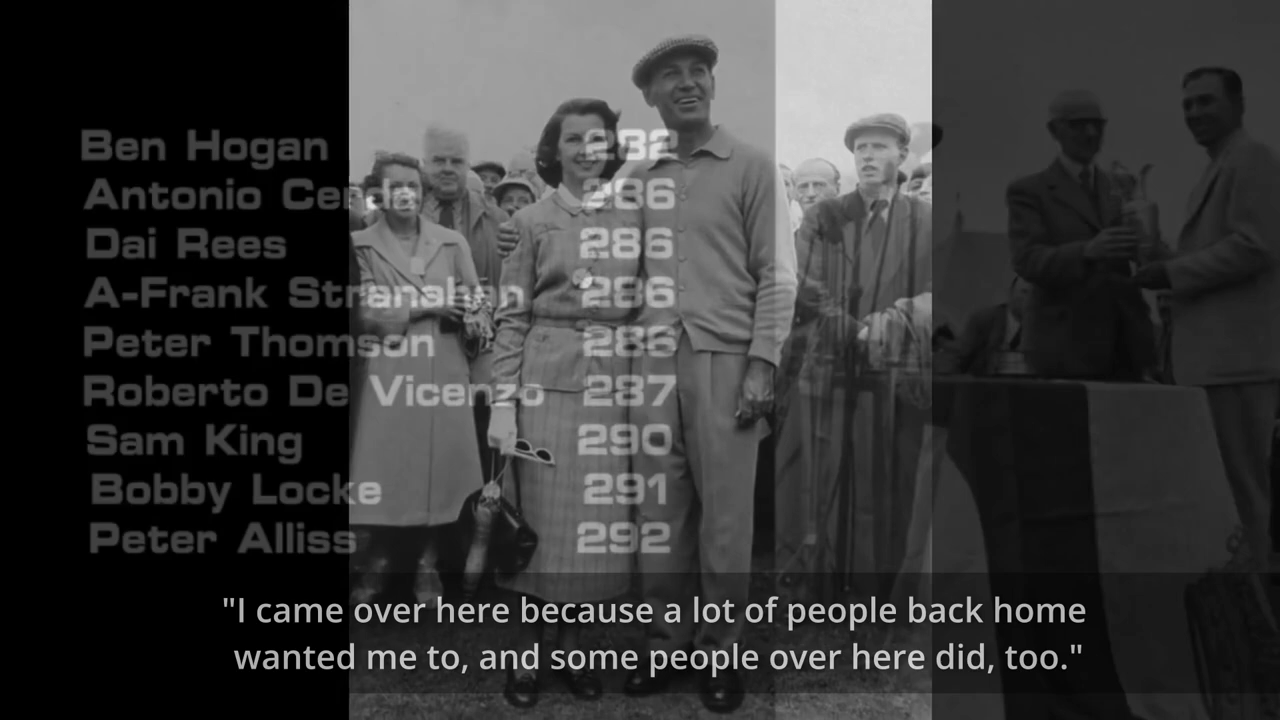 Ben Hogan 282
Antonio Cerda 286
Dai Rees 286
A-Frank Stranahan 286
Peter Thomson 286
Roberto De Vicenzo 287
Sam King 290
Bobby Locke 291
Peter Alliss 292
"I came over here because a lot of people back home
wanted me to, and some people over here did, too."